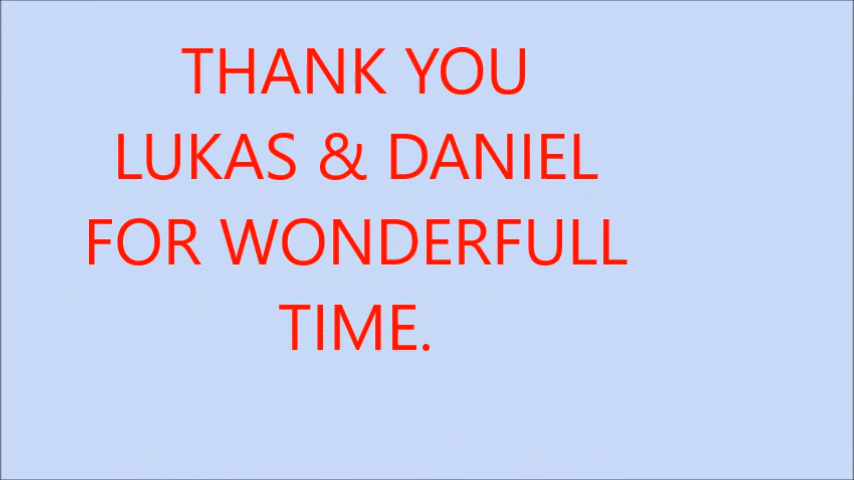 THANK YOU
LUKAS & DANIEL
FOR WONDERFULL
TIME.